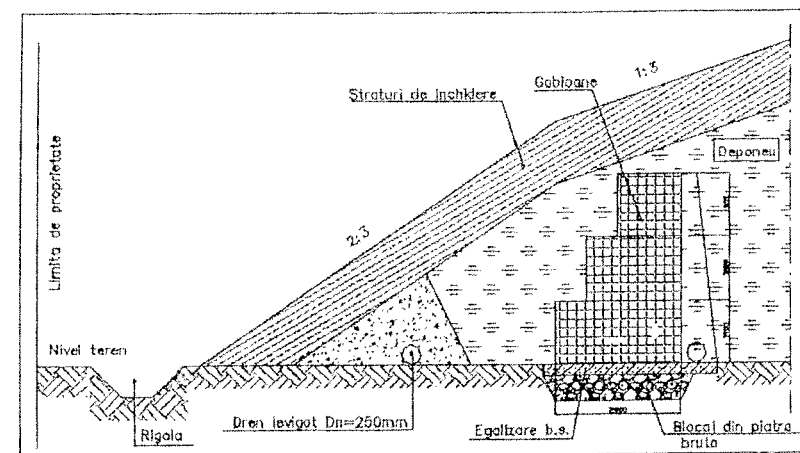 1:3
Gabioane
Straturi de inchidere
Deponeu
Limita de proprietate
2:3
Nivel teren
Dren levigat Dn=250mm
Rigola
Egalizare b.s.
Blocaj din piatra
bruta